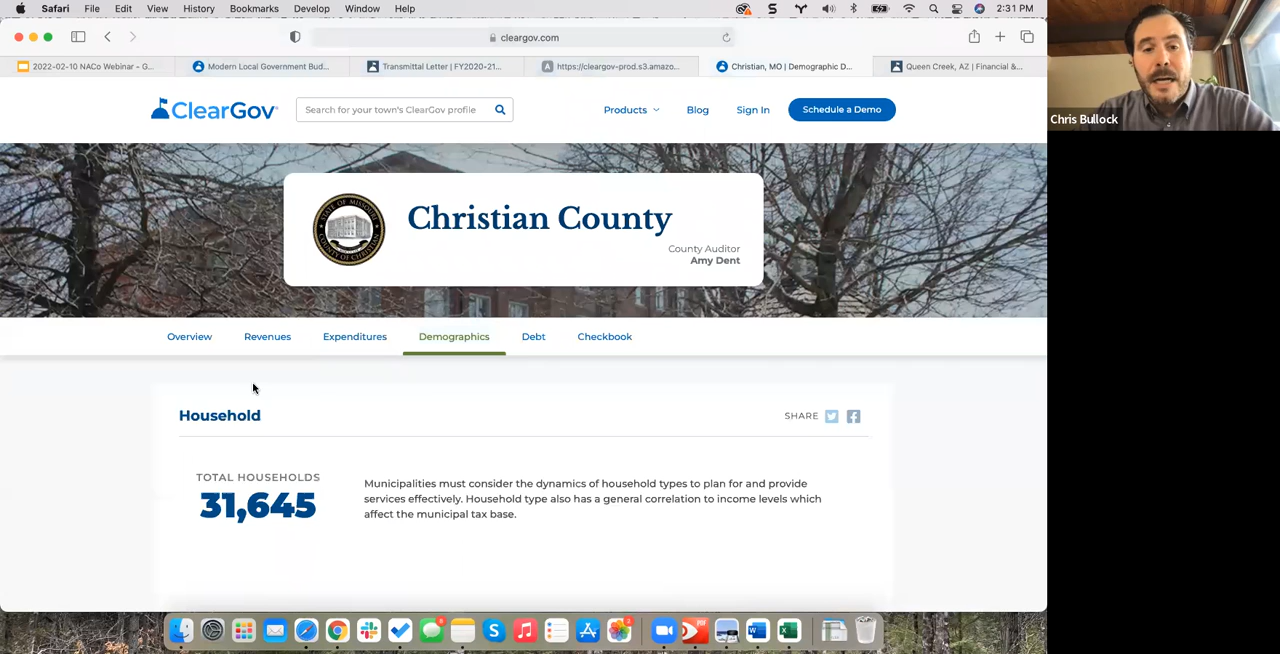 Safari File Edit View History Bookmarks Develop Window Help 2:31 PM
cleargov.com
2022-02-10 NACo Webinar - G...
Modern Local Government Bud...
Transmittal Letter | FY2020-21...
https://cleargov-prod.s3.amazo...
Christian, MO | Demographic D...
Queen Creek, AZ | Financial &...
ClearGov
Search for your town's ClearGov profile
Products Blog Sign In Schedule a Demo
Christian County
County Auditor
Amy Dent
Overview Revenues Expenditures Demographics Debt Checkbook
Household
SHARE
TOTAL HOUSEHOLDS
31,645
Municipalities must consider the dynamics of household types to plan for and provide
services effectively. Household type also has a general correlation to income levels which
affect the municipal tax base.
Chris Bullock